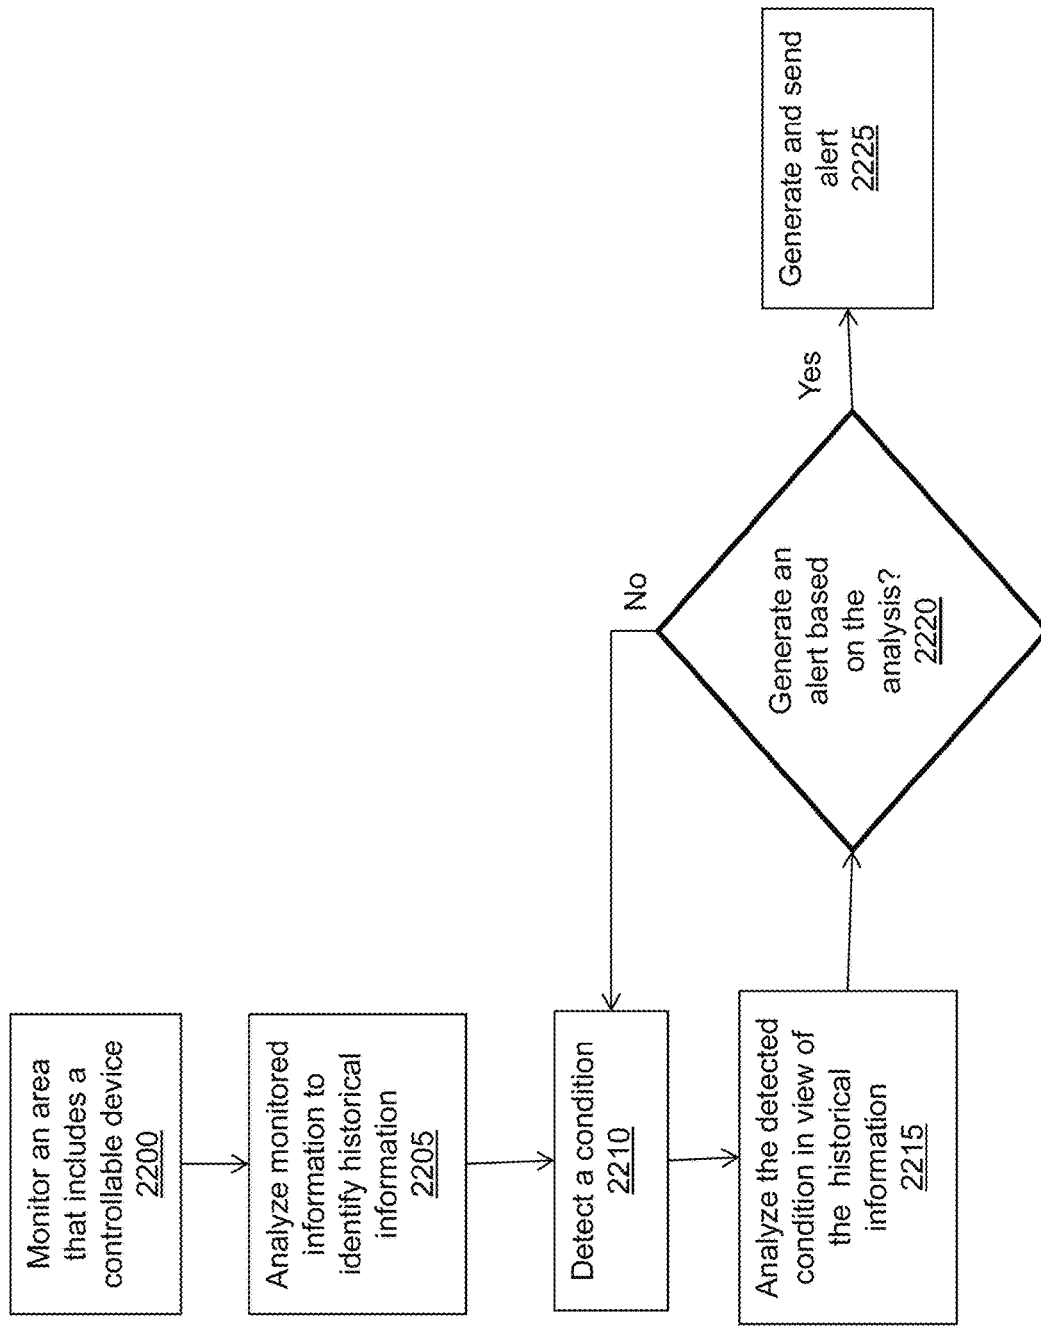 Monitor an area
that includes a
controllable device
2200
Analyze monitored
information to
identify historical
information
2205
Detect a condition
2210
Analyze the detected
condition in view of
the historical
information
2215
Generate an
alert based
on the
analysis?
2220
No
Yes
Generate and send
alert
2225